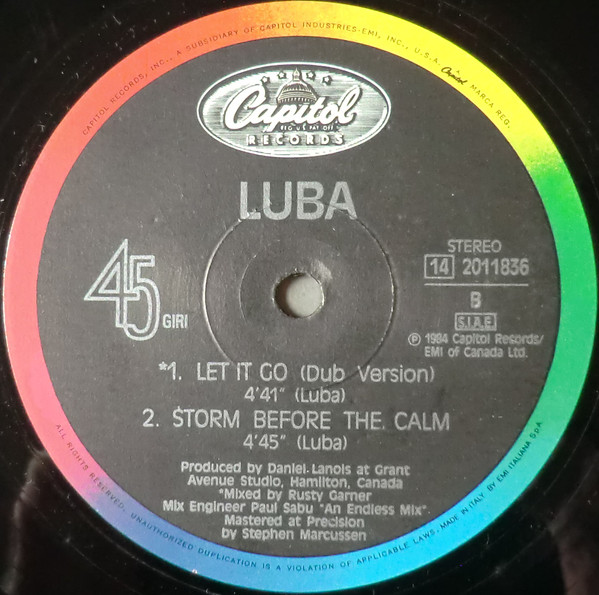 CAPITOL RECORDS, INC., A SUBSIDIARY OF CAPITOL INDUSTRIES-EMI, INC., U.S.A. Capitol MARCA REG.
Capitol
REG. U.S. PAT. OFF.
RECORDS
LUBA
45 GIRI
STEREO
14 2011836
B
S.I.A.E.
℗ 1984 Capitol Records/
EMI of Canada Ltd.
*1. LET IT GO (Dub Version)
4'41" (Luba)
2. STORM BEFORE THE. CALM
4'45" (Luba)
Produced by Daniel Lanois at Grant
Avenue Studio, Hamilton, Canada
*Mixed by Rusty Garner
Mix Engineer Paul Sabu "An Endless Mix".
Mastered at Precision
by Stephen Marcussen
ALL RIGHTS RESERVED. UNAUTHORIZED DUPLICATION IS A VIOLATION OF APPLICABLE LAWS. MADE IN ITALY BY EMI ITALIANA S.P.A.